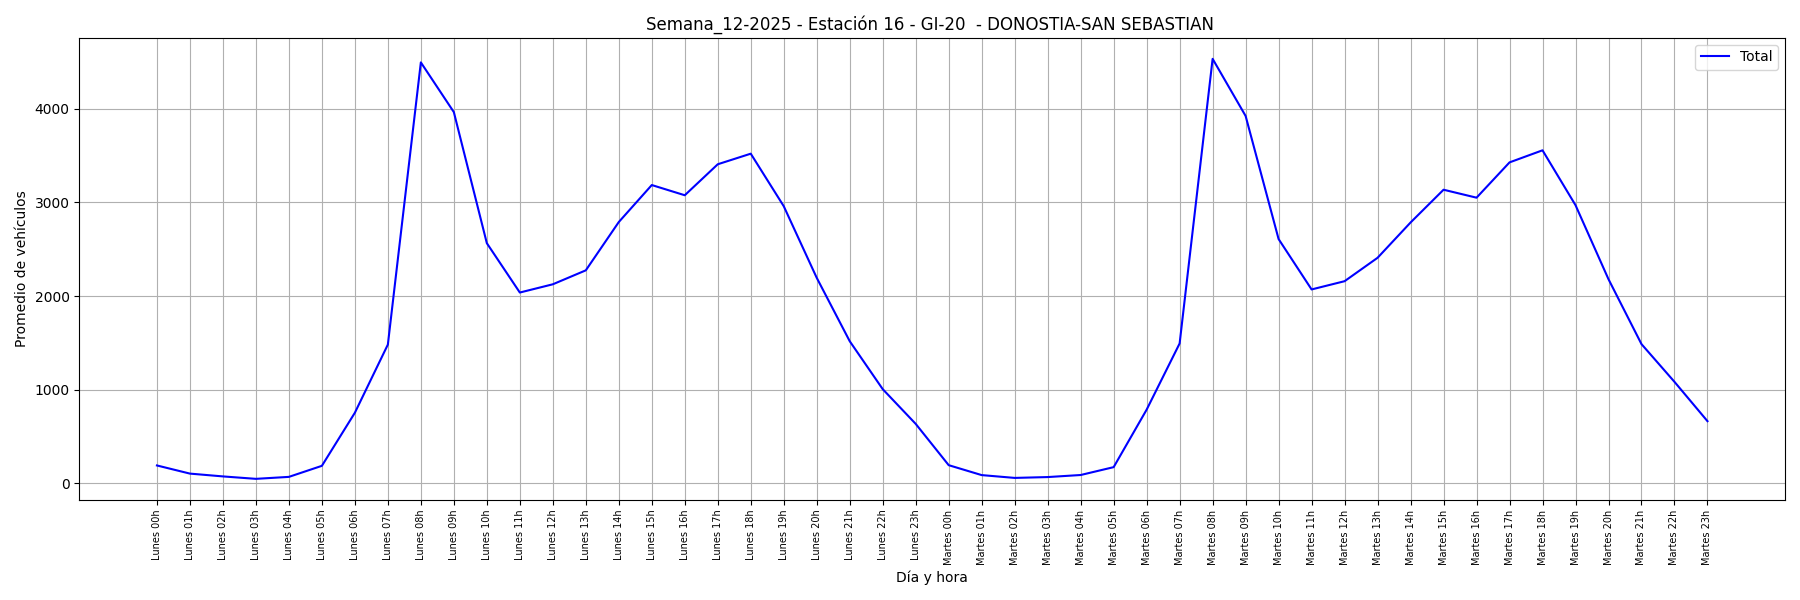 Semana_12-2025 - Estación 16 - GI-20  - DONOSTIA-SAN SEBASTIAN
Total
Promedio de vehículos
4000
3000
2000
1000
0
Lunes 00h
Lunes 01h
Lunes 02h
Lunes 03h
Lunes 04h
Lunes 05h
Lunes 06h
Lunes 07h
Lunes 08h
Lunes 09h
Lunes 10h
Lunes 11h
Lunes 12h
Lunes 13h
Lunes 14h
Lunes 15h
Lunes 16h
Lunes 17h
Lunes 18h
Lunes 19h
Lunes 20h
Lunes 21h
Lunes 22h
Lunes 23h
Martes 00h
Martes 01h
Martes 02h
Martes 03h
Martes 04h
Martes 05h
Martes 06h
Martes 07h
Martes 08h
Martes 09h
Martes 10h
Martes 11h
Martes 12h
Martes 13h
Martes 14h
Martes 15h
Martes 16h
Martes 17h
Martes 18h
Martes 19h
Martes 20h
Martes 21h
Martes 22h
Martes 23h
Día y hora